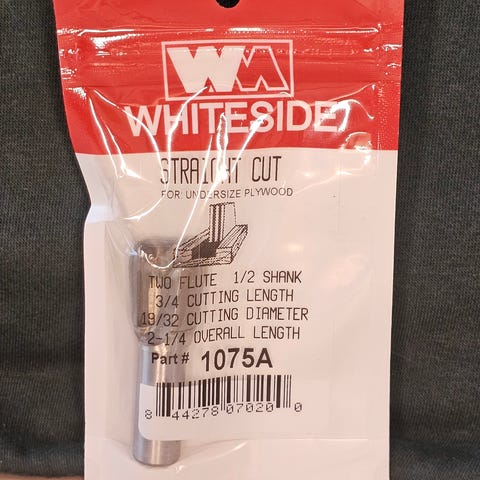 WM
WHITESIDE
STRAIGHT CUT
FOR UNDERSIZE PLYWOOD
TWO FLUTE 1/2 SHANK
3/4 CUTTING LENGTH
19/32 CUTTING DIAMETER
2-1/4 OVERALL LENGTH
Part # 1075A
8 44278 07020 0